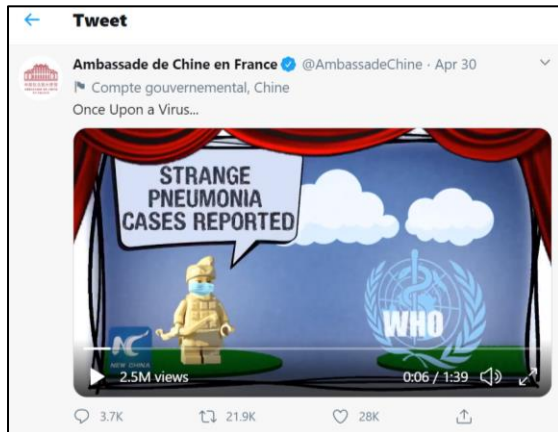 Tweet
Ambassade de Chine en France @AmbassadeChine · Apr 30
Compte gouvernemental, Chine
Once Upon a Virus...
STRANGE
PNEUMONIA
CASES REPORTED
WHO
NEW CHINA
2.5M views
0:06 / 1:39
3.7K
21.9K
28K